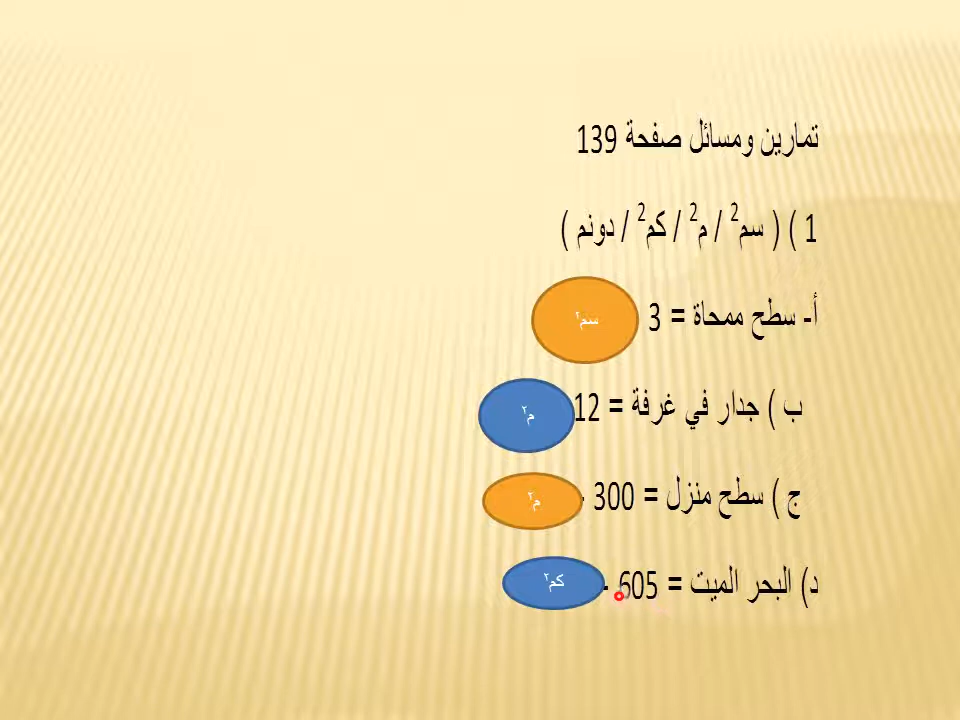 تمارين ومسائل صفحة 139
1 ) ( سم2 / م2 / كم2 / دونم )
أ- سطح ممحاة = 3 سم٢
ب ) جدار في غرفة = 12 م٢
ج ) سطح منزل = 300 - م٢
د) البحر الميت = 605 - كم٢